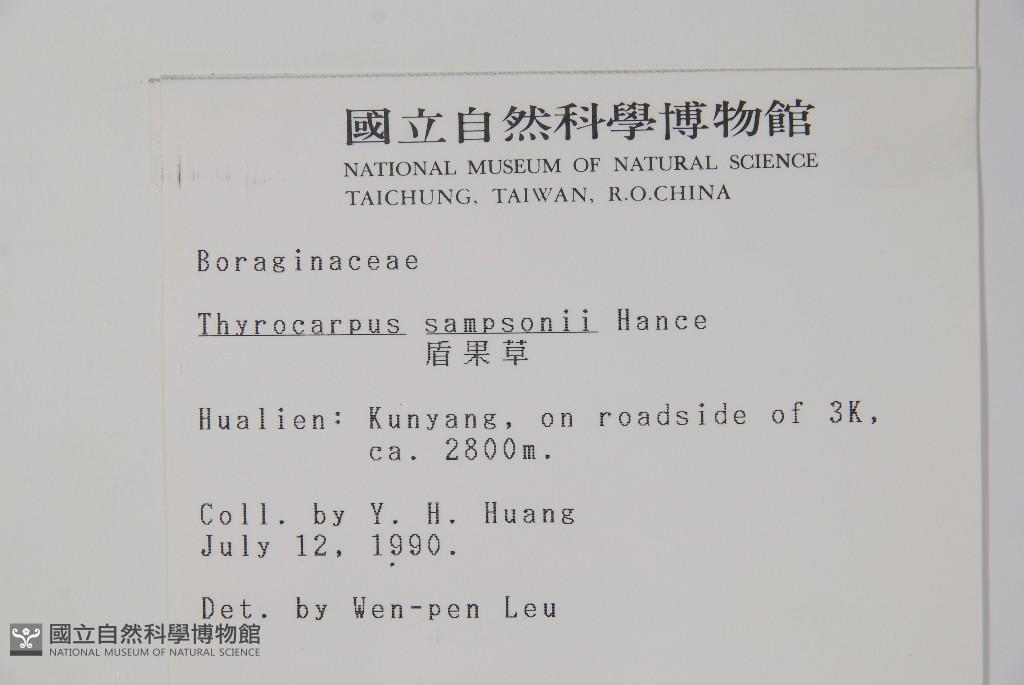 國立自然科學博物館
NATIONAL MUSEUM OF NATURAL SCIENCE
TAICHUNG, TAIWAN, R.O.CHINA
Boraginaceae
Thyrocarpus sampsonii Hance
盾果草
Hualien: Kunyang, on roadside of 3K,
ca. 2800m.
Coll. by Y. H. Huang
July 12, 1990.
Det. by Wen-pen Leu
國立自然科學博物館
NATIONAL MUSEUM OF NATURAL SCIENCE